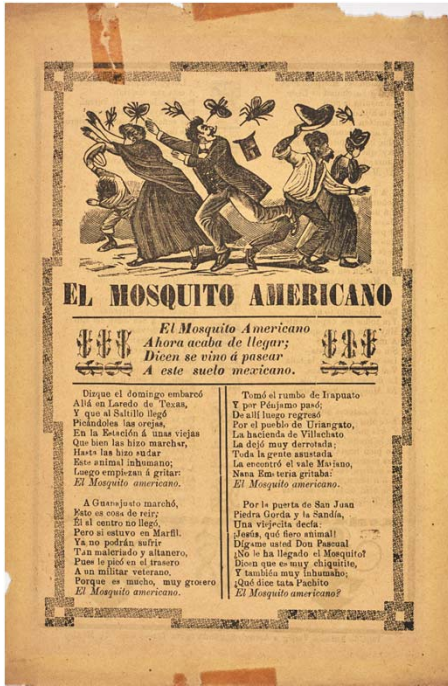 EL MOSQUITO AMERICANO
El Mosquito Americano
Ahora acaba de llegar;
Dicen se vino á pasear
A este suelo mexicano.
Dizque el domingo embarcó
Allá en Laredo de Texas,
Y que al Saltillo llegó
Picándoles las orejas,
En la Estación á unas viejas
Que bien las hizo marchar,
Hasta las hizo sudar
Este animal inhumano;
Luego empiezan á gritar:
El Mosquito americano.
A Guanajuato marchó,
Esto es cosa de reir;
Él al centro no llegó,
Pero si estuvo en Marfil.
Ya no podrán sufrir
Tan malcriado y altanero,
Pues le picó en el trasero
A un militar veterano,
Porque es mucho, muy grosero
El Mosquito americano.
Tomó el rumbo de Irapuato
Y por Pénjamo pasó;
De allí luego regresó
Por el pueblo de Uriangato,
La hacienda de Villachato
La dejó muy derrotada;
Toda la gente asustada
La encontró el vale Mariano,
Nana Emeteria gritaba:
El Mosquito americano.
Por la puerta de San Juan
Piedra Gorda y la Sandía,
Una viejecita decía:
¡Jesús, qué fiero animal!
Dígame usted Don Pascual
¿No le ha llegado el Mosquito?
Dicen que es muy chiquitito,
Y también muy inhumano;
¿Qué dice tata Pachito
El Mosquito americano?